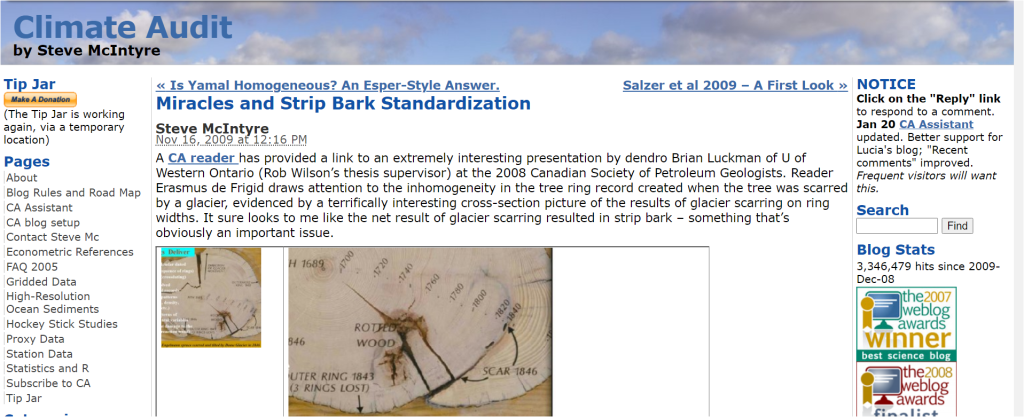 Climate Audit
by Steve McIntyre
Tip Jar
Make A Donation
(The Tip Jar is working
again, via a temporary
location)
Pages
About
Blog Rules and Road Map
CA Assistant
CA blog setup
Contact Steve Mc
Econometric References
FAQ 2005
Gridded Data
High-Resolution
Ocean Sediments
Hockey Stick Studies
Proxy Data
Station Data
Statistics and R
Subscribe to CA
Tip Jar
« Is Yamal Homogeneous? An Esper-Style Answer.
Salzer et al 2009 – A First Look »
Miracles and Strip Bark Standardization
Steve McIntyre
Nov 16, 2009 at 12:16 PM
A CA reader has provided a link to an extremely interesting presentation by dendro Brian Luckman of U of
Western Ontario (Rob Wilson’s thesis supervisor) at the 2008 Canadian Society of Petroleum Geologists. Reader
Erasmus de Frigid draws attention to the inhomogeneity in the tree ring record created when the tree was scarred
by a glacier, evidenced by a terrifically interesting cross-section picture of the results of glacier scarring on ring
widths. It sure looks to me like the net result of glacier scarring resulted in strip bark – something that’s
obviously an important issue.
Deliver
H 1689
1700
1720
1740
1760
1780
1800
1820
1840
ROTTED
WOOD
SCAR 1846
OUTER RING 1843
(3 RINGS LOST)
NOTICE
Click on the "Reply" link
to respond to a comment.
Jan 20 CA Assistant
updated. Better support for
Lucia's blog; "Recent
comments" improved.
Frequent visitors will want
this.
Search
Find
Blog Stats
3,346,479 hits since 2009-
Dec-08
the2007
weblog
awards
winner
best science blog
the2008
weblog
awards
finalist